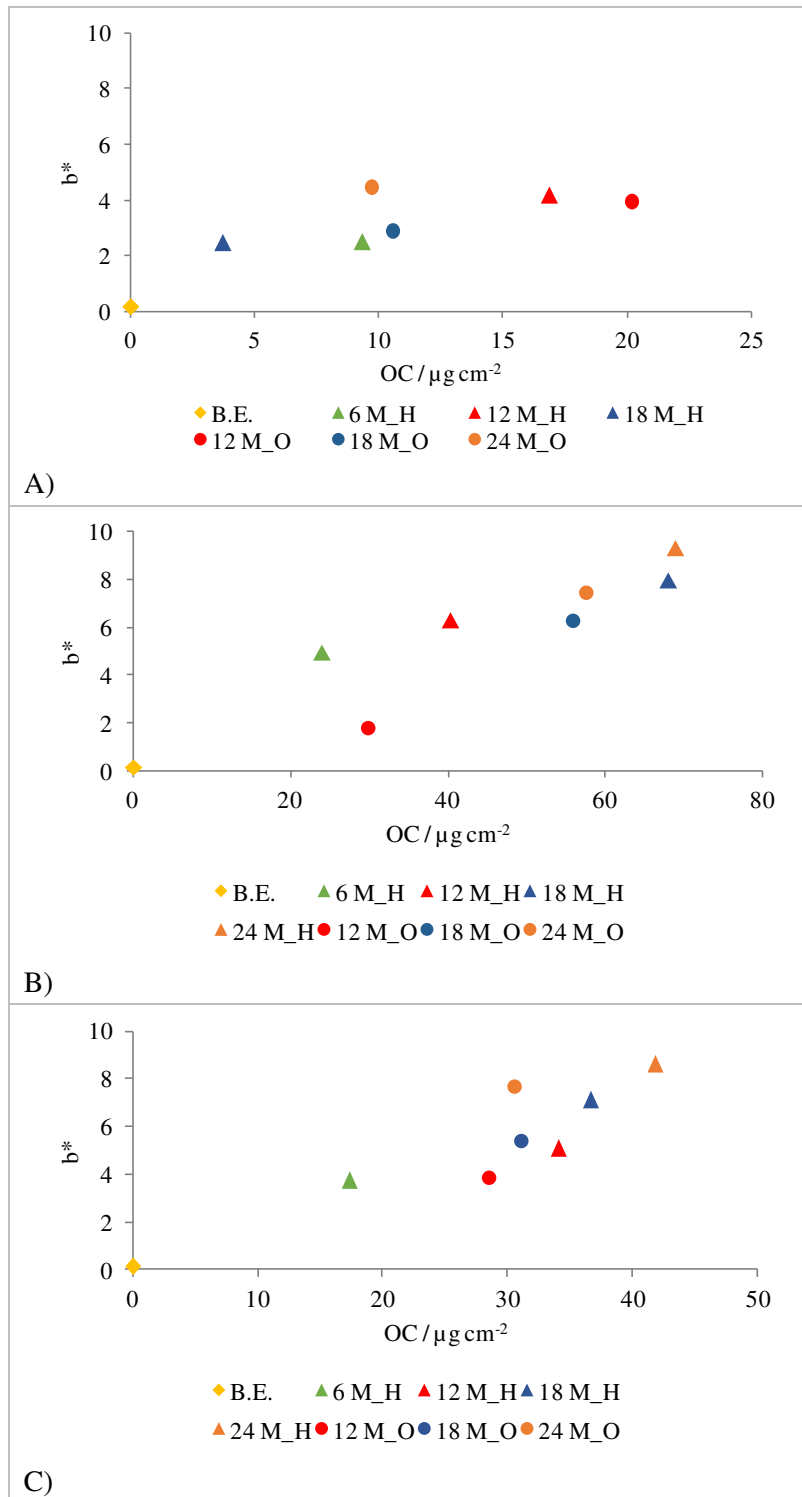 10
8
6
4
2
0
b*
0 5 10 15 20 25
OC / µg cm-2
B.E. 6 M_H 12 M_H 18 M_H
12 M_O 18 M_O 24 M_O
A)
10
8
6
4
2
0
b*
0 20 40 60 80
OC / µg cm-2
B.E. 6 M_H 12 M_H 18 M_H
24 M_H 12 M_O 18 M_O 24 M_O
B)
10
8
6
4
2
0
b*
0 10 20 30 40 50
OC / µg cm-2
B.E. 6 M_H 12 M_H 18 M_H
24 M_H 12 M_O 18 M_O 24 M_O
C)